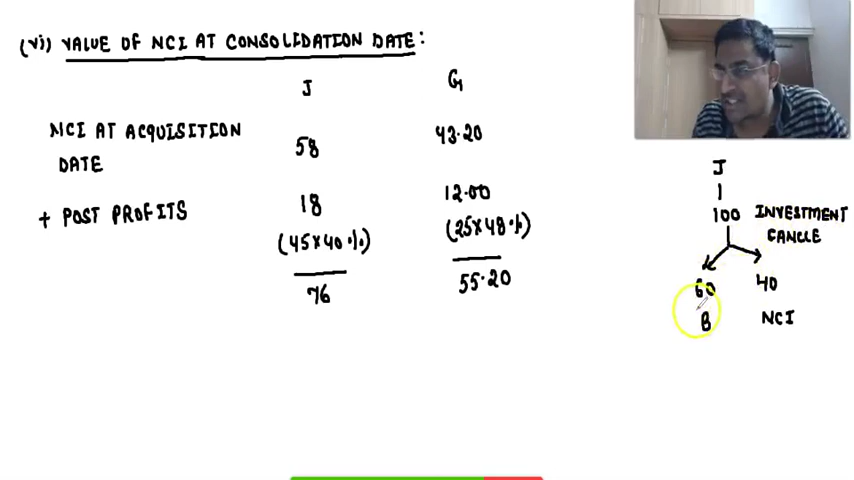 (vi) VALUE OF NCI AT CONSOLIDATION DATE:
J G
NCI AT ACQUISITION 58 43.20
DATE
+ POST PROFITS 18 12.00
(45×40%) (25×48%)
76 55.20
J
100 INVESTMENT
CANCLE
60 40
B NCI